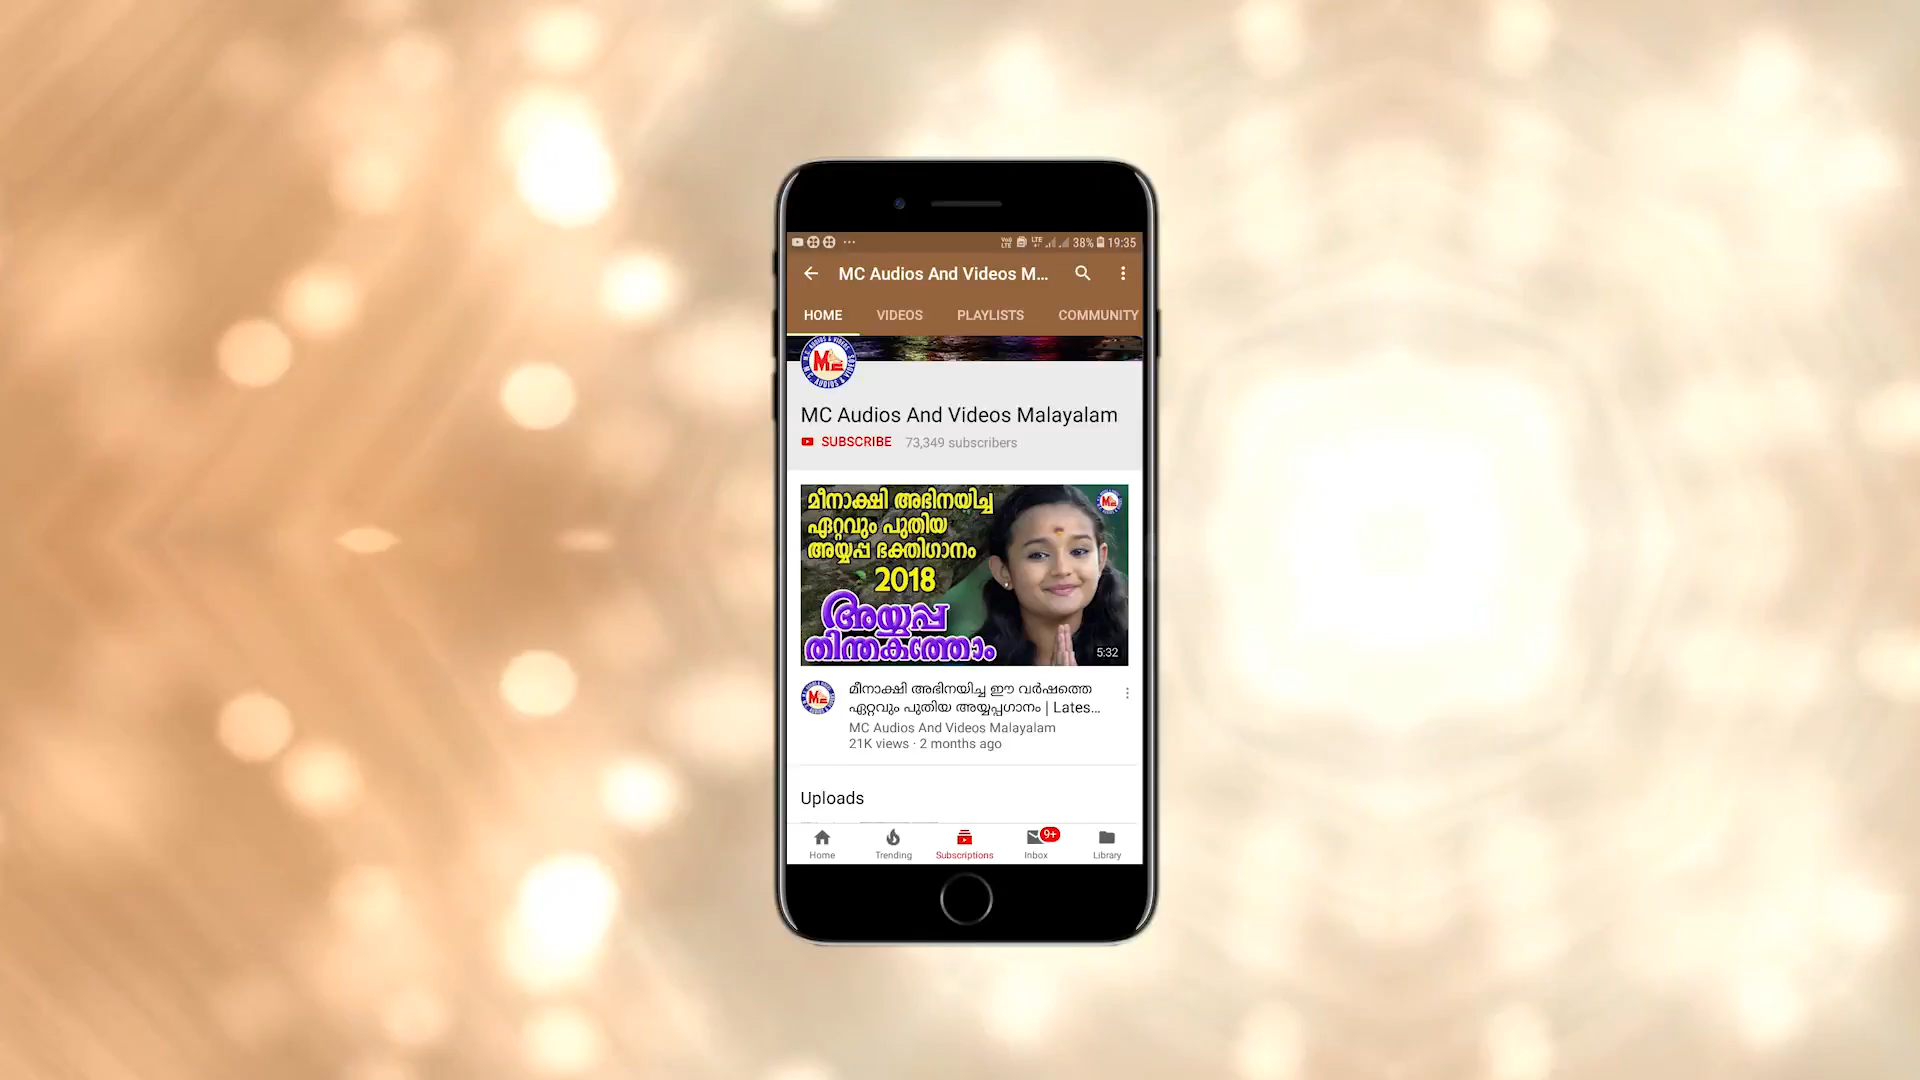 38% 19:35
MC Audios And Videos M...
HOME VIDEOS PLAYLISTS COMMUNITY
MC Audios And Videos Malayalam
SUBSCRIBE 73,349 subscribers
മീനാക്ഷി അഭിനയിച്ച
ഏറ്റവും പുതിയ
അയ്യപ്പ ഭക്തിഗാനം
2018
അയ്യപ്പ
തിന്തകത്തോം
5:32
മീനാക്ഷി അഭിനയിച്ച ഈ വർഷത്തെ
ഏറ്റവും പുതിയ അയ്യപ്പഗാനം | Lates...
MC Audios And Videos Malayalam
21K views · 2 months ago
Uploads
9+
Home Trending Subscriptions Inbox Library